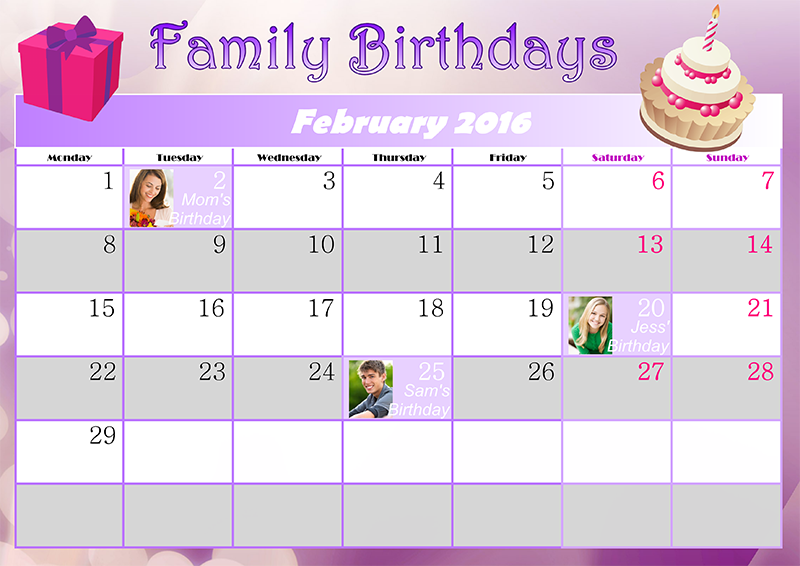 Family Birthdays
February 2016
Monday Tuesday Wednesday Thursday Friday Saturday Sunday
1 2 3 4 5 6 7
Mom's
Birthday
8 9 10 11 12 13 14
15 16 17 18 19 20 21
Jess'
Birthday
22 23 24 25 26 27 28
Sam's
Birthday
29